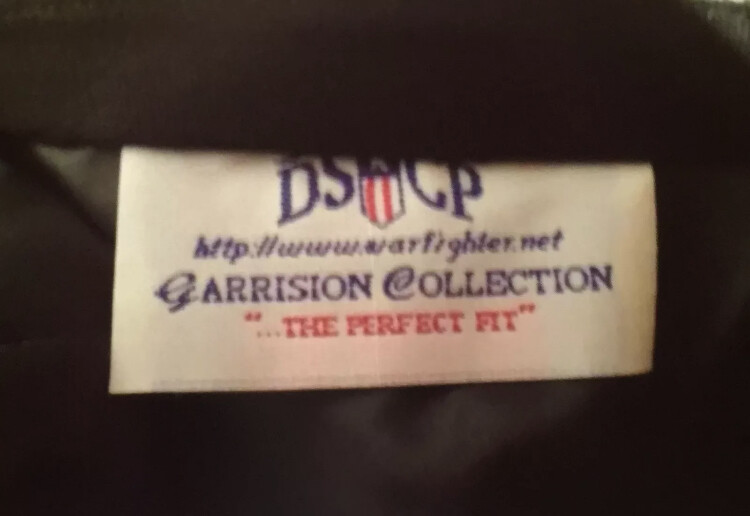 DSCP
http://www.warfighter.net
GARRISION COLLECTION
"...THE PERFECT FIT"